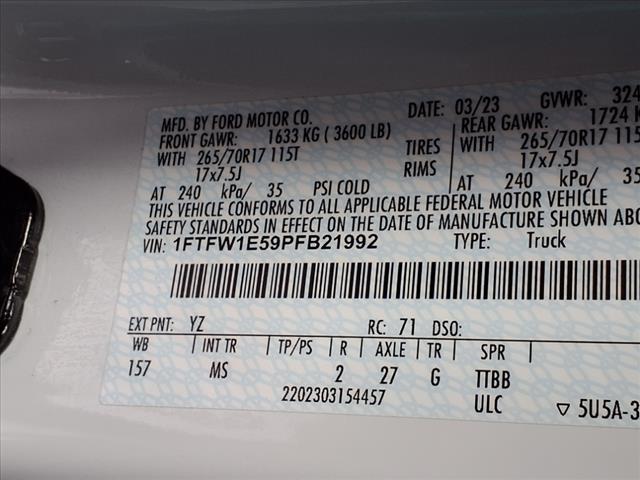 MFD. BY FORD MOTOR CO.
DATE: 03/23 GVWR: 324
FRONT GAWR: 1633 KG ( 3600 LB)
REAR GAWR: 1724 K
WITH 265/70R17 115T TIRES WITH 265/70R17 115
17x7.5J RIMS 17x7.5J
AT 240 kPa/ 35 PSI COLD AT 240 kPa/ 35
THIS VEHICLE CONFORMS TO ALL APPLICABLE FEDERAL MOTOR VEHICLE
SAFETY STANDARDS IN EFFECT ON THE DATE OF MANUFACTURE SHOWN ABO
VIN: 1FTFW1E59PFB21992 TYPE: Truck
EXT PNT: YZ RC: 71 DSO:
WB INT TR TP/PS R AXLE TR SPR
157 MS 2 27 G TTBB
2202303154457 ULC ▽ 5U5A-3